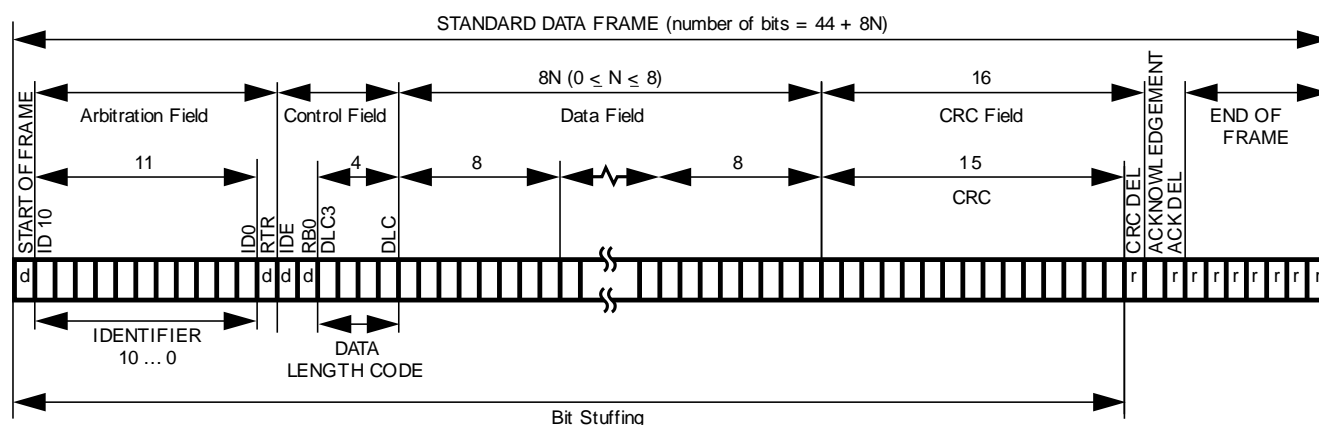 STANDARD DATA FRAME (number of bits = 44 + 8N)
8N (0 ≤ N ≤ 8)
16
Arbitration Field
Control Field
Data Field
CRC Field
END OF
FRAME
11
4
8
8
15
CRC
START OF FRAME
ID 10
ID0
RTR
IDE
RB0
DLC3
DLC
CRC DEL
ACKNOWLEDGEMENT
ACK DEL
d d d r r r r r r r r r
IDENTIFIER
10 … 0
DATA
LENGTH CODE
Bit Stuffing